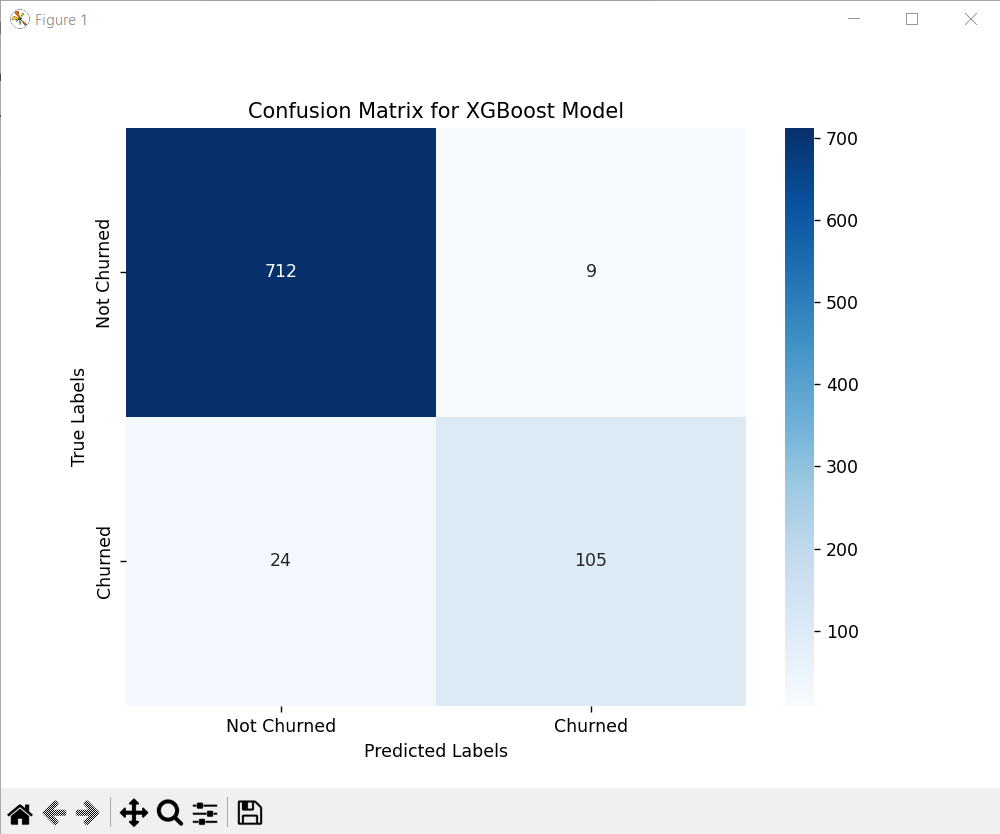 Figure 1
Confusion Matrix for XGBoost Model
True Labels
Not Churned
Churned
712
9
24
105
Not Churned
Churned
Predicted Labels
700
600
500
400
300
200
100